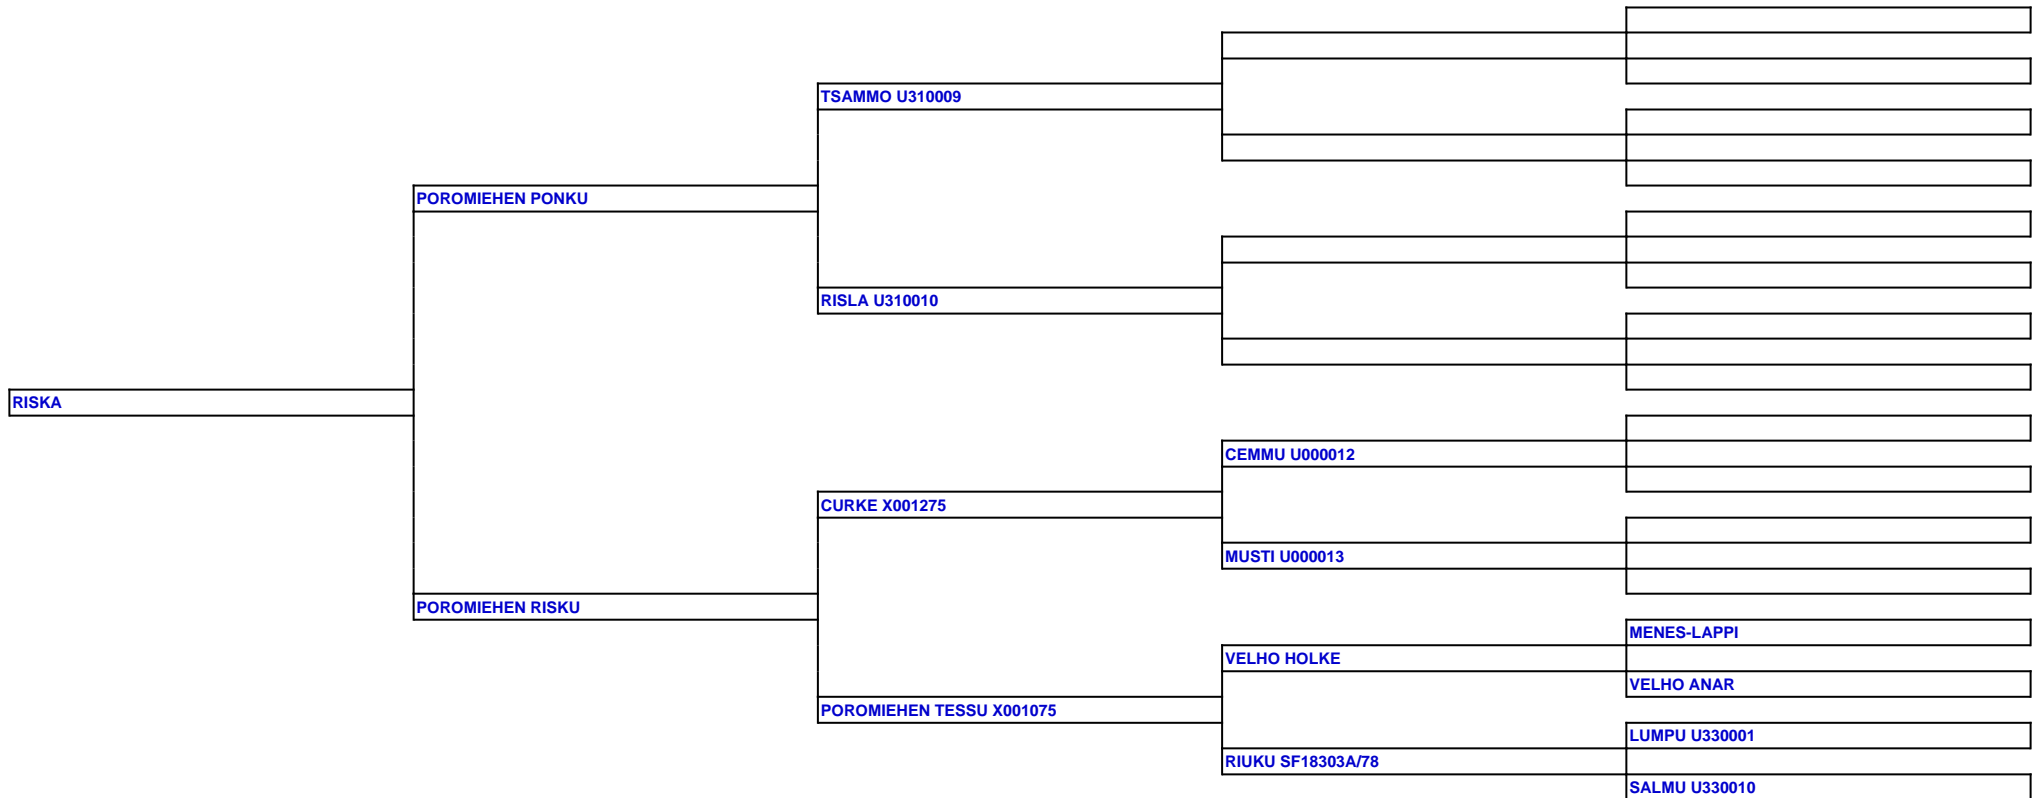 TSAMMO U310009
POROMIEHEN PONKU
RISLA U310010
RISKA
CEMMU U000012
CURKE X001275
MUSTI U000013
POROMIEHEN RISKU
MENES-LAPPI
VELHO HOLKE
VELHO ANAR
POROMIEHEN TESSU X001075
LUMPU U330001
RIUKU SF18303A/78
SALMU U330010